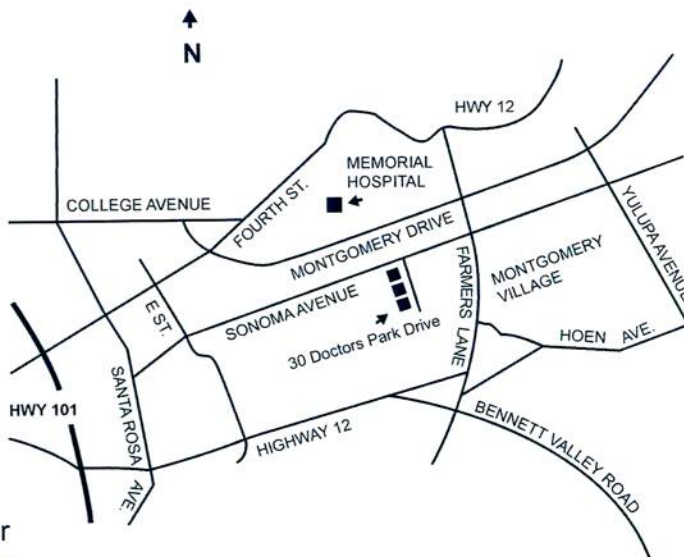 N
HWY 12
MEMORIAL
HOSPITAL
COLLEGE AVENUE
FOURTH ST.
YULUPA AVENUE
MONTGOMERY DRIVE
MONTGOMERY
VILLAGE
FARMERS LANE
E ST.
SONOMA AVENUE
30 Doctors Park Drive
HOEN AVE.
SANTA ROSA AVE.
HWY 101
BENNETT VALLEY ROAD
HIGHWAY 12
r